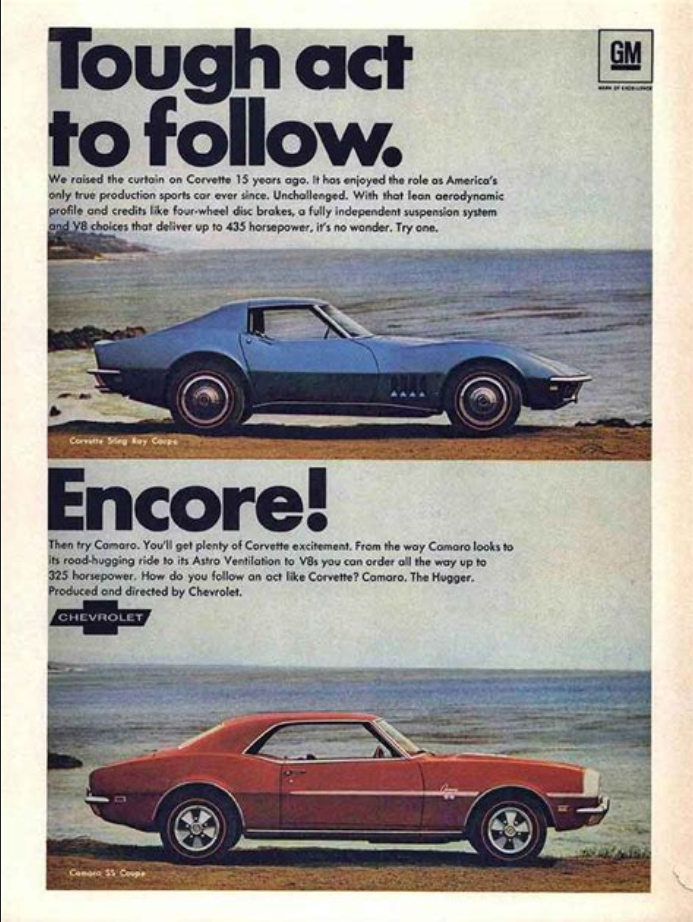 Tough act
to follow.
GM
MARK OF EXCELLENCE
We raised the curtain on Corvette 15 years ago. It has enjoyed the role as America's
only true production sports car ever since. Unchallenged. With that lean aerodynamic
profile and credits like four-wheel disc brakes, a fully independent suspension system
and V8 choices that deliver up to 435 horsepower, it's no wonder. Try one.
Corvette Sting Ray Coupe
Encore!
Then try Camaro. You'll get plenty of Corvette excitement. From the way Camaro looks to
its road-hugging ride to its Astro Ventilation to V8s you can order all the way up to
325 horsepower. How do you follow an act like Corvette? Camaro. The Hugger.
Produced and directed by Chevrolet.
CHEVROLET
Camaro
SS
Camaro SS Coupe